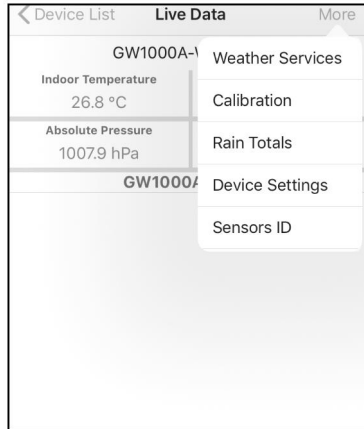 Device List Live Data More
GW1000A-
Weather Services
Indoor Temperature
26.8 °C
Calibration
Absolute Pressure
1007.9 hPa
Rain Totals
GW1000
Device Settings
Sensors ID